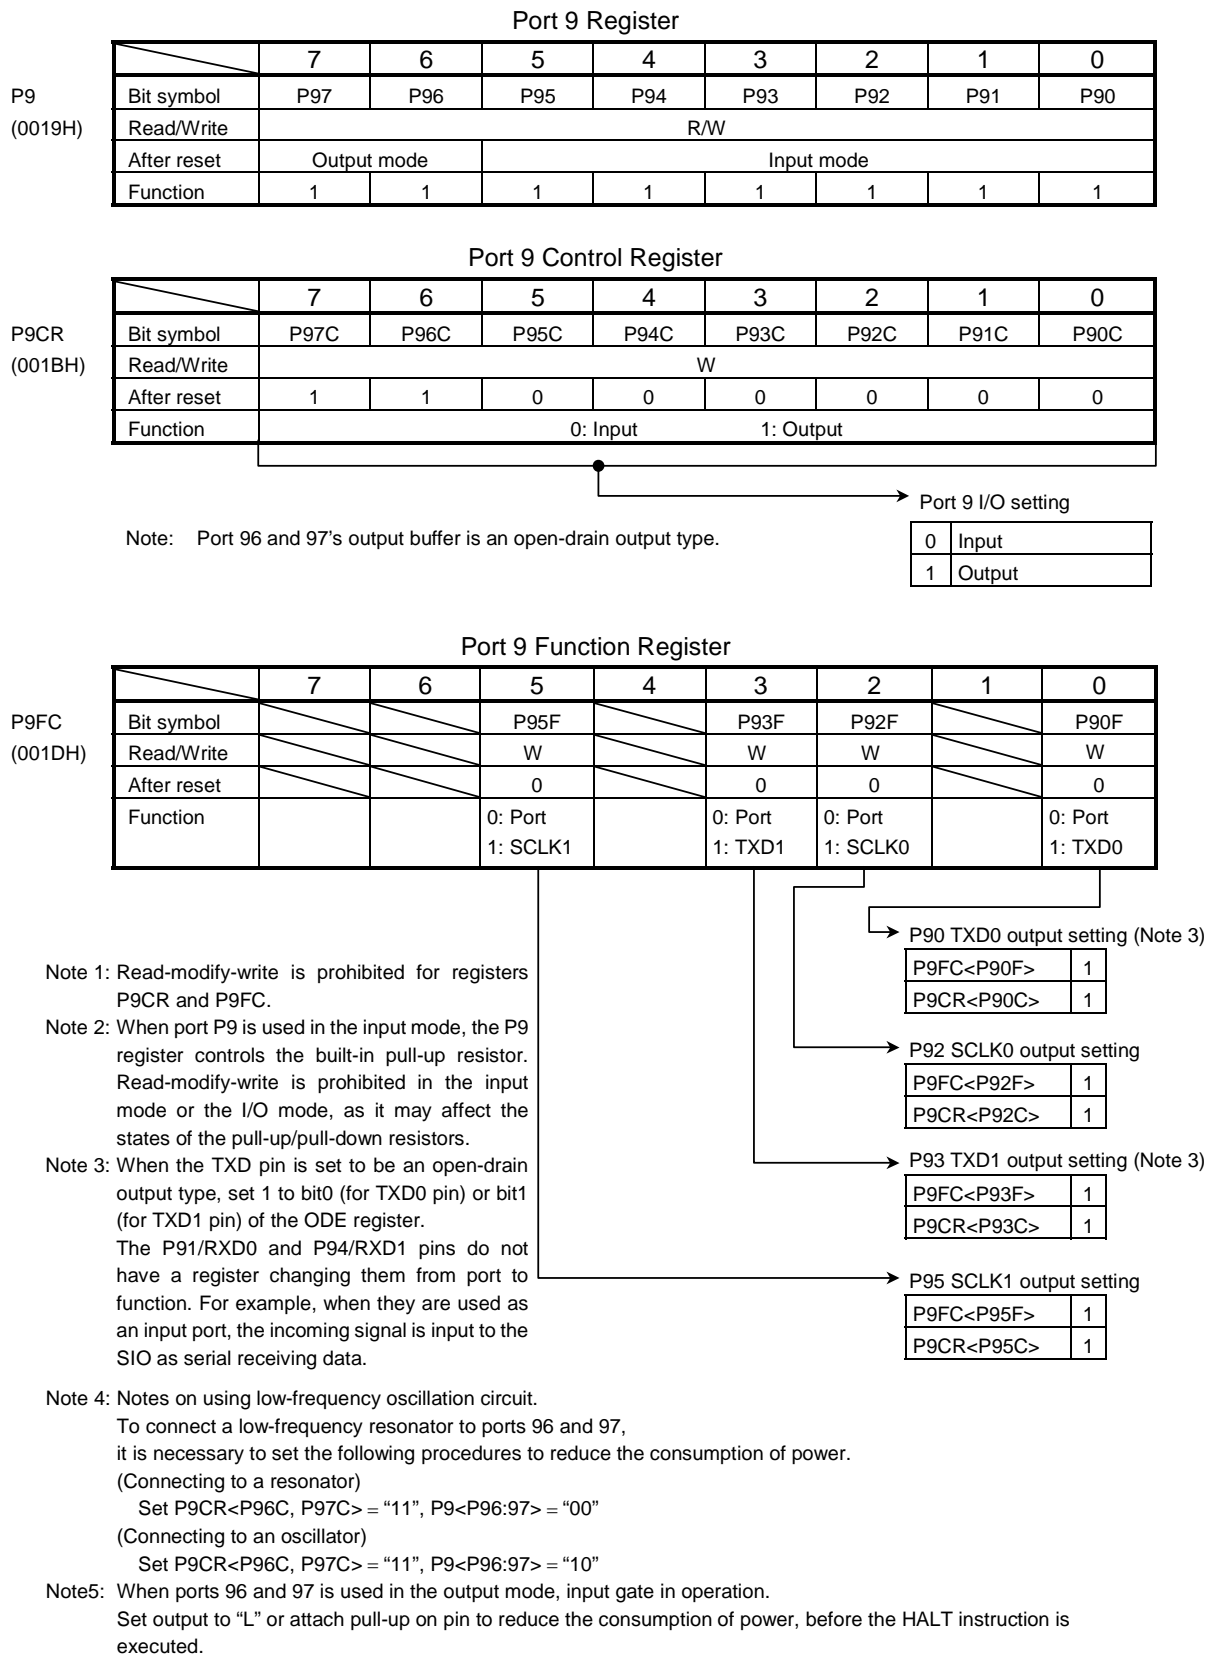 Port 9 Register
7 6 5 4 3 2 1 0
P9 Bit symbol P97 P96 P95 P94 P93 P92 P91 P90
(0019H) Read/Write R/W
After reset Output mode Input mode
Function 1 1 1 1 1 1 1 1
Port 9 Control Register
7 6 5 4 3 2 1 0
P9CR Bit symbol P97C P96C P95C P94C P93C P92C P91C P90C
(001BH) Read/Write W
After reset 1 1 0 0 0 0 0 0
Function 0: Input 1: Output
Port 9 I/O setting
0 Input
1 Output
Note: Port 96 and 97’s output buffer is an open-drain output type.
Port 9 Function Register
7 6 5 4 3 2 1 0
P9FC Bit symbol P95F P93F P92F P90F
(001DH) Read/Write W W W W
After reset 0 0 0 0
Function 0: Port 0: Port 0: Port 0: Port
1: SCLK1 1: TXD1 1: SCLK0 1: TXD0
P90 TXD0 output setting (Note 3)
P9FC<P90F> 1
P9CR<P90C> 1
P92 SCLK0 output setting
P9FC<P92F> 1
P9CR<P92C> 1
P93 TXD1 output setting (Note 3)
P9FC<P93F> 1
P9CR<P93C> 1
P95 SCLK1 output setting
P9FC<P95F> 1
P9CR<P95C> 1
Note 1: Read-modify-write is prohibited for registers
P9CR and P9FC.
Note 2: When port P9 is used in the input mode, the P9
register controls the built-in pull-up resistor.
Read-modify-write is prohibited in the input
mode or the I/O mode, as it may affect the
states of the pull-up/pull-down resistors.
Note 3: When the TXD pin is set to be an open-drain
output type, set 1 to bit0 (for TXD0 pin) or bit1
(for TXD1 pin) of the ODE register.
The P91/RXD0 and P94/RXD1 pins do not
have a register changing them from port to
function. For example, when they are used as
an input port, the incoming signal is input to the
SIO as serial receiving data.
Note 4: Notes on using low-frequency oscillation circuit.
To connect a low-frequency resonator to ports 96 and 97,
it is necessary to set the following procedures to reduce the consumption of power.
(Connecting to a resonator)
Set P9CR<P96C, P97C> = “11”, P9<P96:97> = “00”
(Connecting to an oscillator)
Set P9CR<P96C, P97C> = “11”, P9<P96:97> = “10”
Note5: When ports 96 and 97 is used in the output mode, input gate in operation.
Set output to “L” or attach pull-up on pin to reduce the consumption of power, before the HALT instruction is
executed.